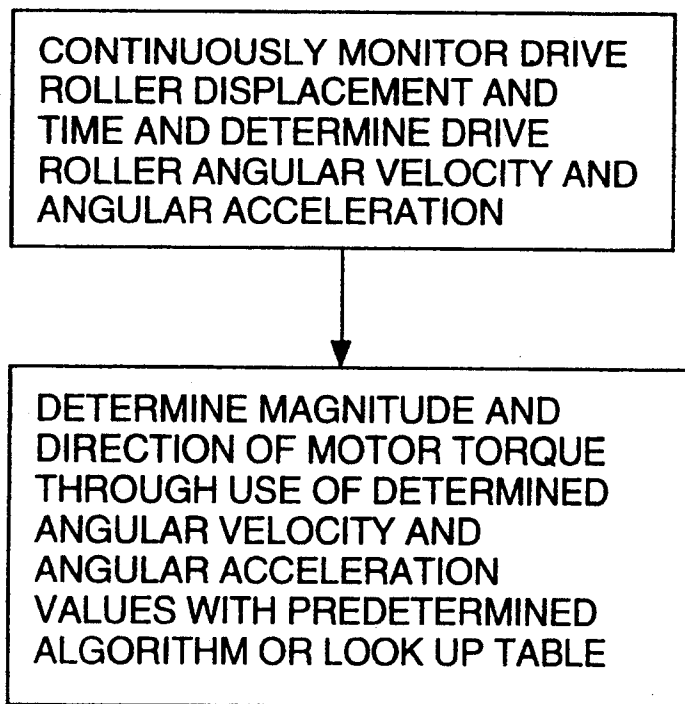 CONTINUOUSLY MONITOR DRIVE
ROLLER DISPLACEMENT AND
TIME AND DETERMINE DRIVE
ROLLER ANGULAR VELOCITY AND
ANGULAR ACCELERATION
DETERMINE MAGNITUDE AND
DIRECTION OF MOTOR TORQUE
THROUGH USE OF DETERMINED
ANGULAR VELOCITY AND
ANGULAR ACCELERATION
VALUES WITH PREDETERMINED
ALGORITHM OR LOOK UP TABLE